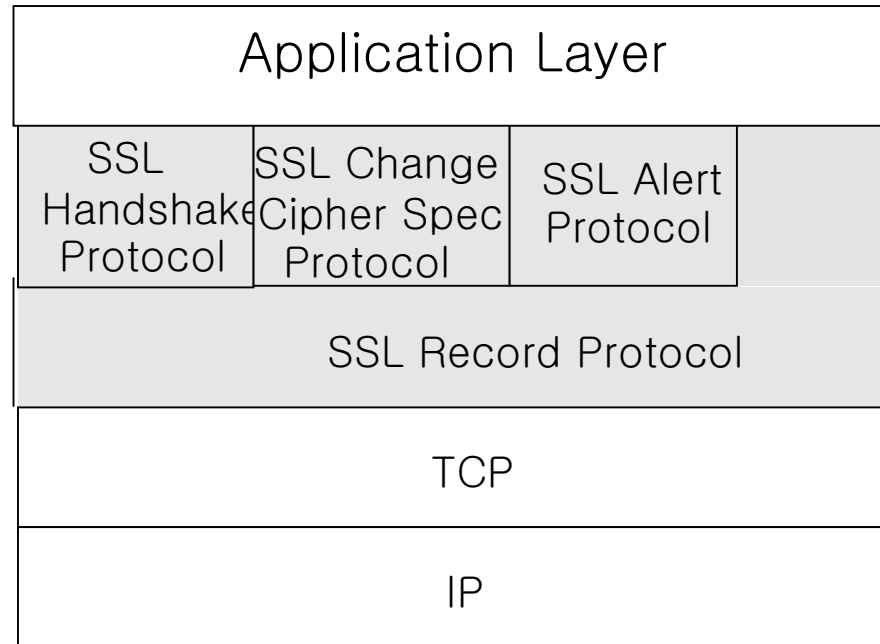 Application Layer
SSL
Handshake
Protocol
SSL Change
Cipher Spec
Protocol
SSL Alert
Protocol
SSL Record Protocol
TCP
IP